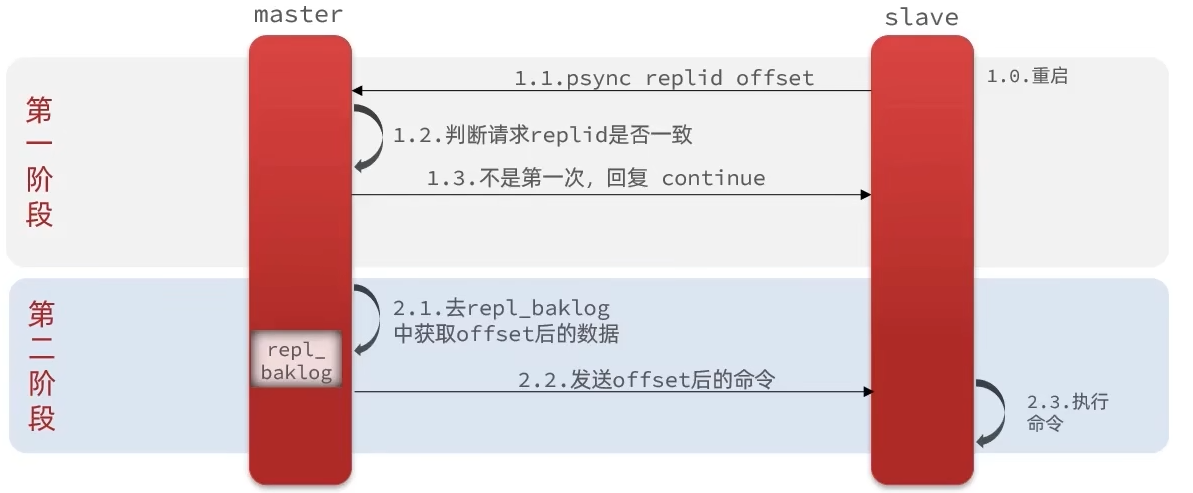 master
slave
第一阶段
1.0.重启
1.1.psync replid offset
1.2.判断请求replid是否一致
1.3.不是第一次，回复 continue
第二阶段
2.1.去repl_baklog
中获取offset后的数据
repl_
baklog
2.2.发送offset后的命令
2.3.执行
命令